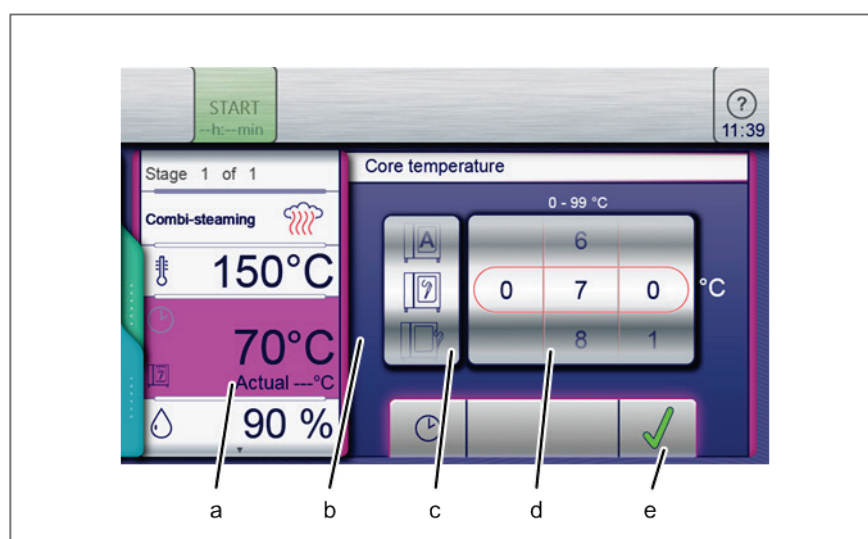 START
--h:--min
?
11:39
Stage 1 of 1
Core temperature
Combi-steaming
0 - 99 °C
A
6
150°C
0 7 0 °C
70°C
8 1
Actual ---°C
90 %
a b c d e